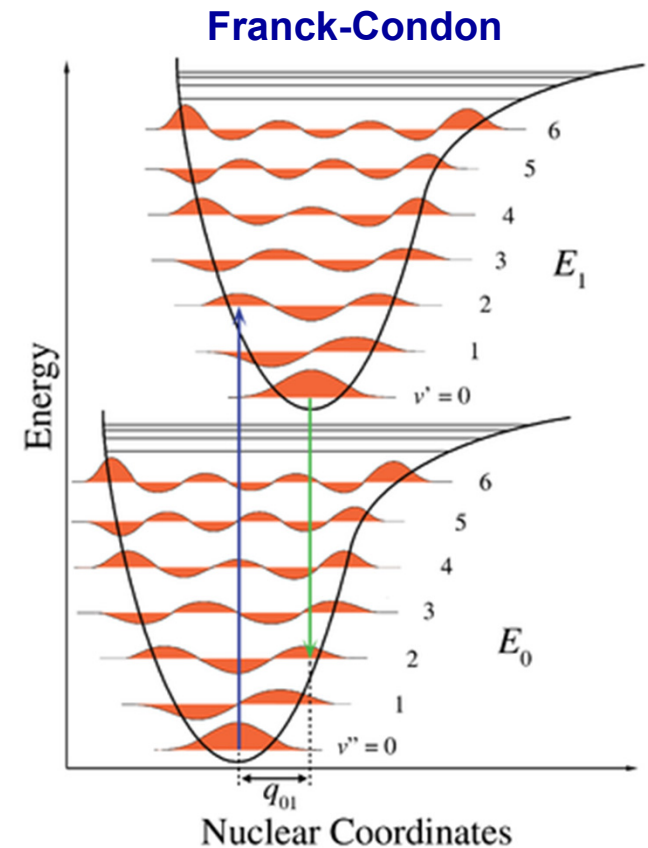 Franck-Condon
6
5
4
3
E₁
2
1
v' = 0
Energy
6
5
4
3
E₀
2
1
v" = 0
q₀₁
Nuclear Coordinates